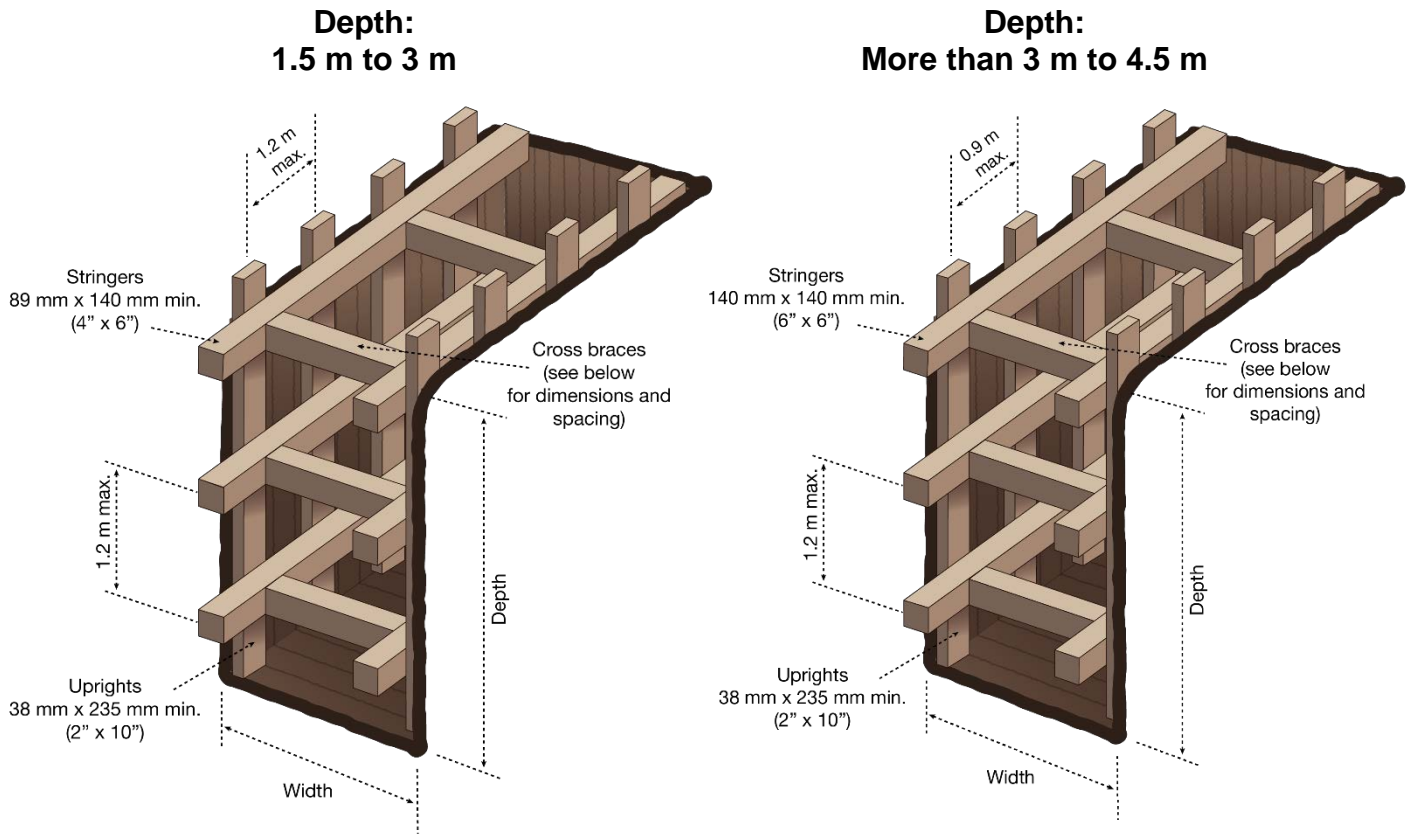 Depth:
1.5 m to 3 m
1.2 m
max.
Stringers
89 mm x 140 mm min.
(4” x 6”)
Cross braces
(see below
for dimensions and
spacing)
1.2 m max.
Depth
Uprights
38 mm x 235 mm min.
(2” x 10”)
Width
Depth:
More than 3 m to 4.5 m
0.9 m
max.
Stringers
140 mm x 140 mm min.
(6” x 6”)
Cross braces
(see below
for dimensions and
spacing)
1.2 m max.
Depth
Uprights
38 mm x 235 mm min.
(2” x 10”)
Width